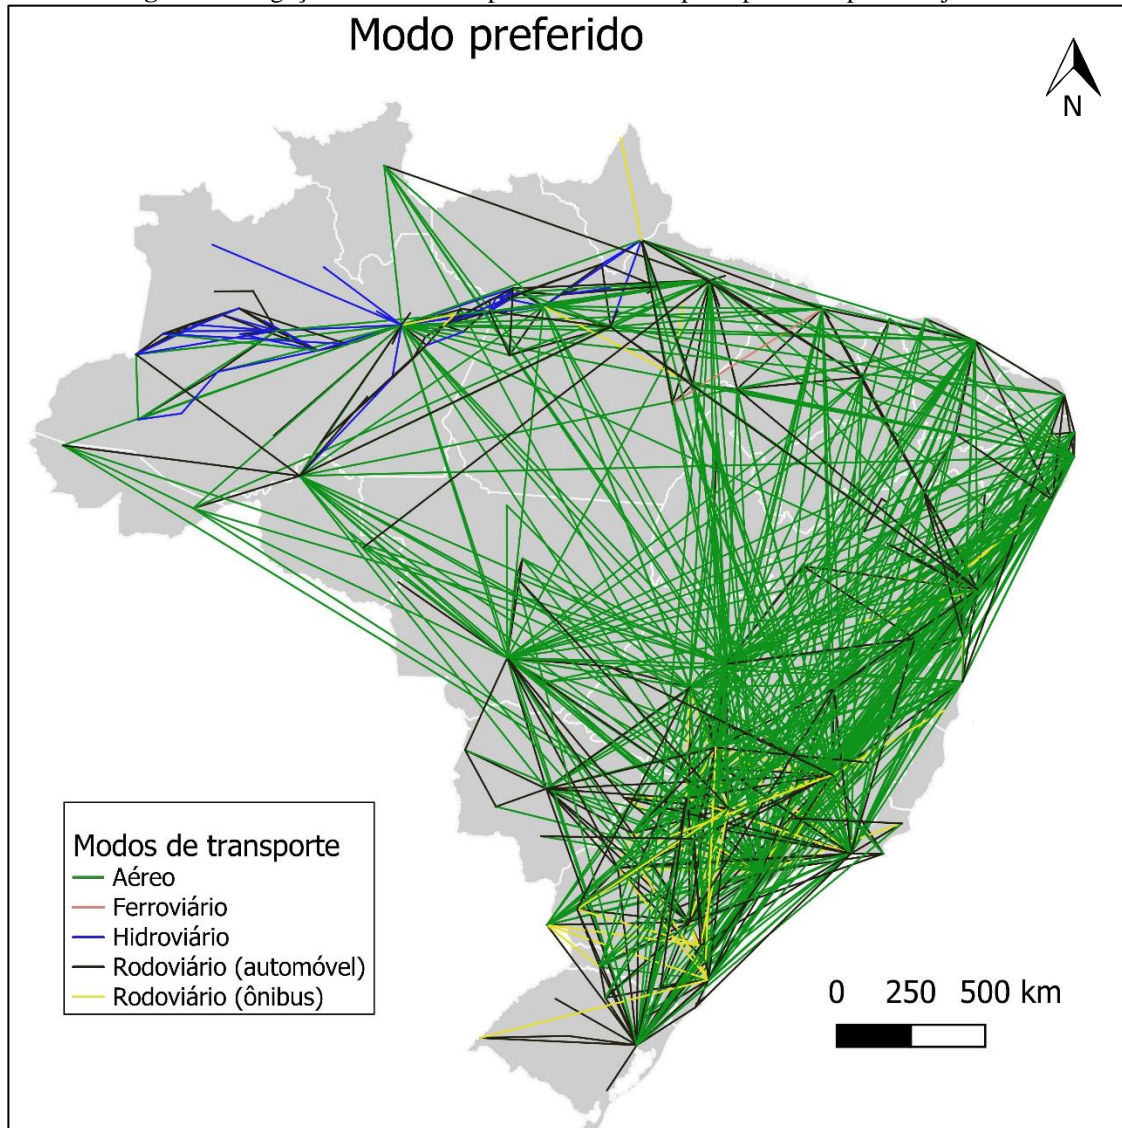 Modo preferido
N
Modos de transporte
Aéreo
Ferroviário
Hidroviário
Rodoviário (automóvel)
Rodoviário (ônibus)
0 250 500 km